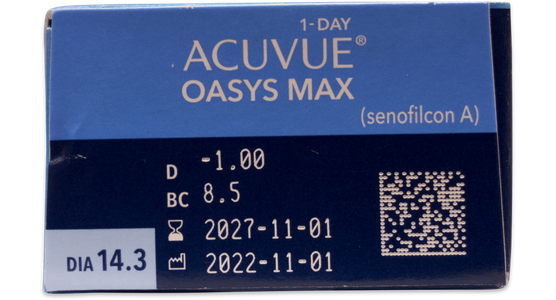 1-DAY
ACUVUE®
OASYS MAX
(senofilcon A)
D -1.00
BC 8.5
2027-11-01
DIA 14.3 2022-11-01